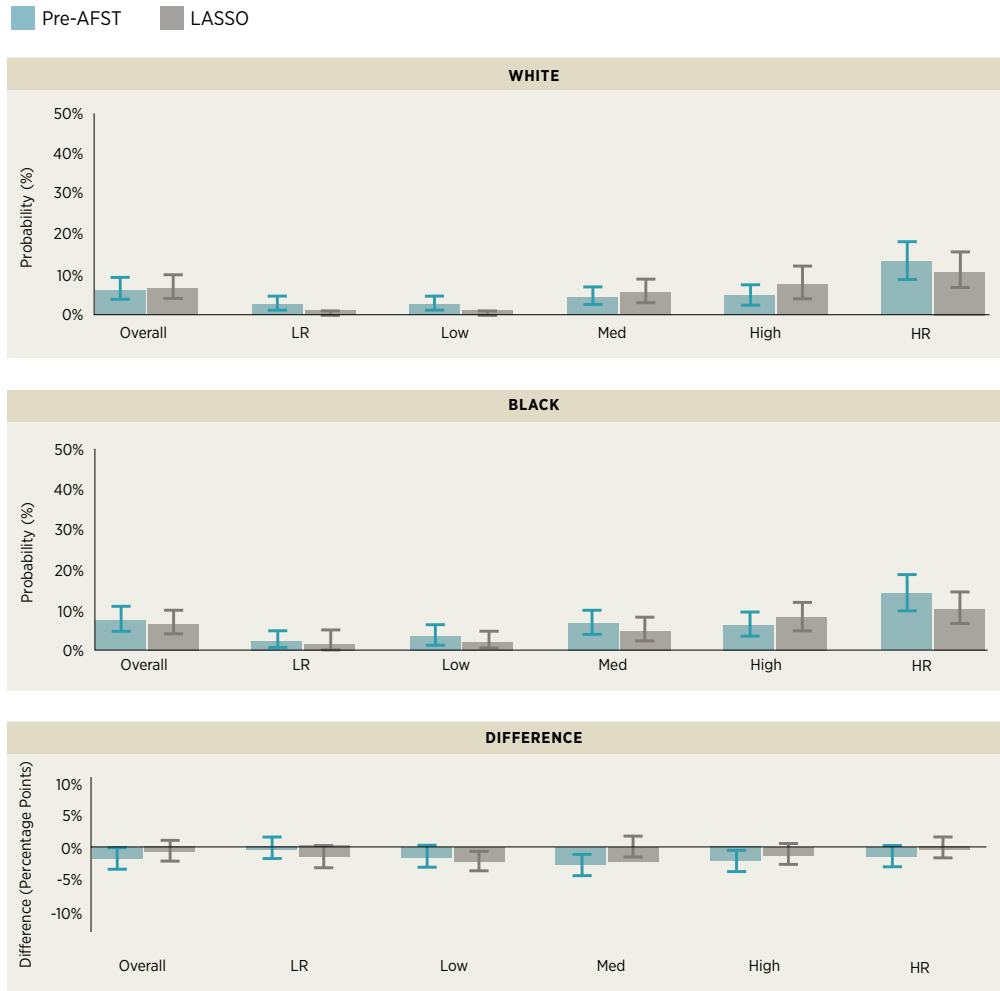 Pre-AFST LASSO
WHITE
Probability (%)
50%
40%
30%
20%
10%
0%
Overall LR Low Med High HR
BLACK
Probability (%)
50%
40%
30%
20%
10%
0%
Overall LR Low Med High HR
DIFFERENCE
Difference (Percentage Points)
10%
5%
0%
-5%
-10%
Overall LR Low Med High HR